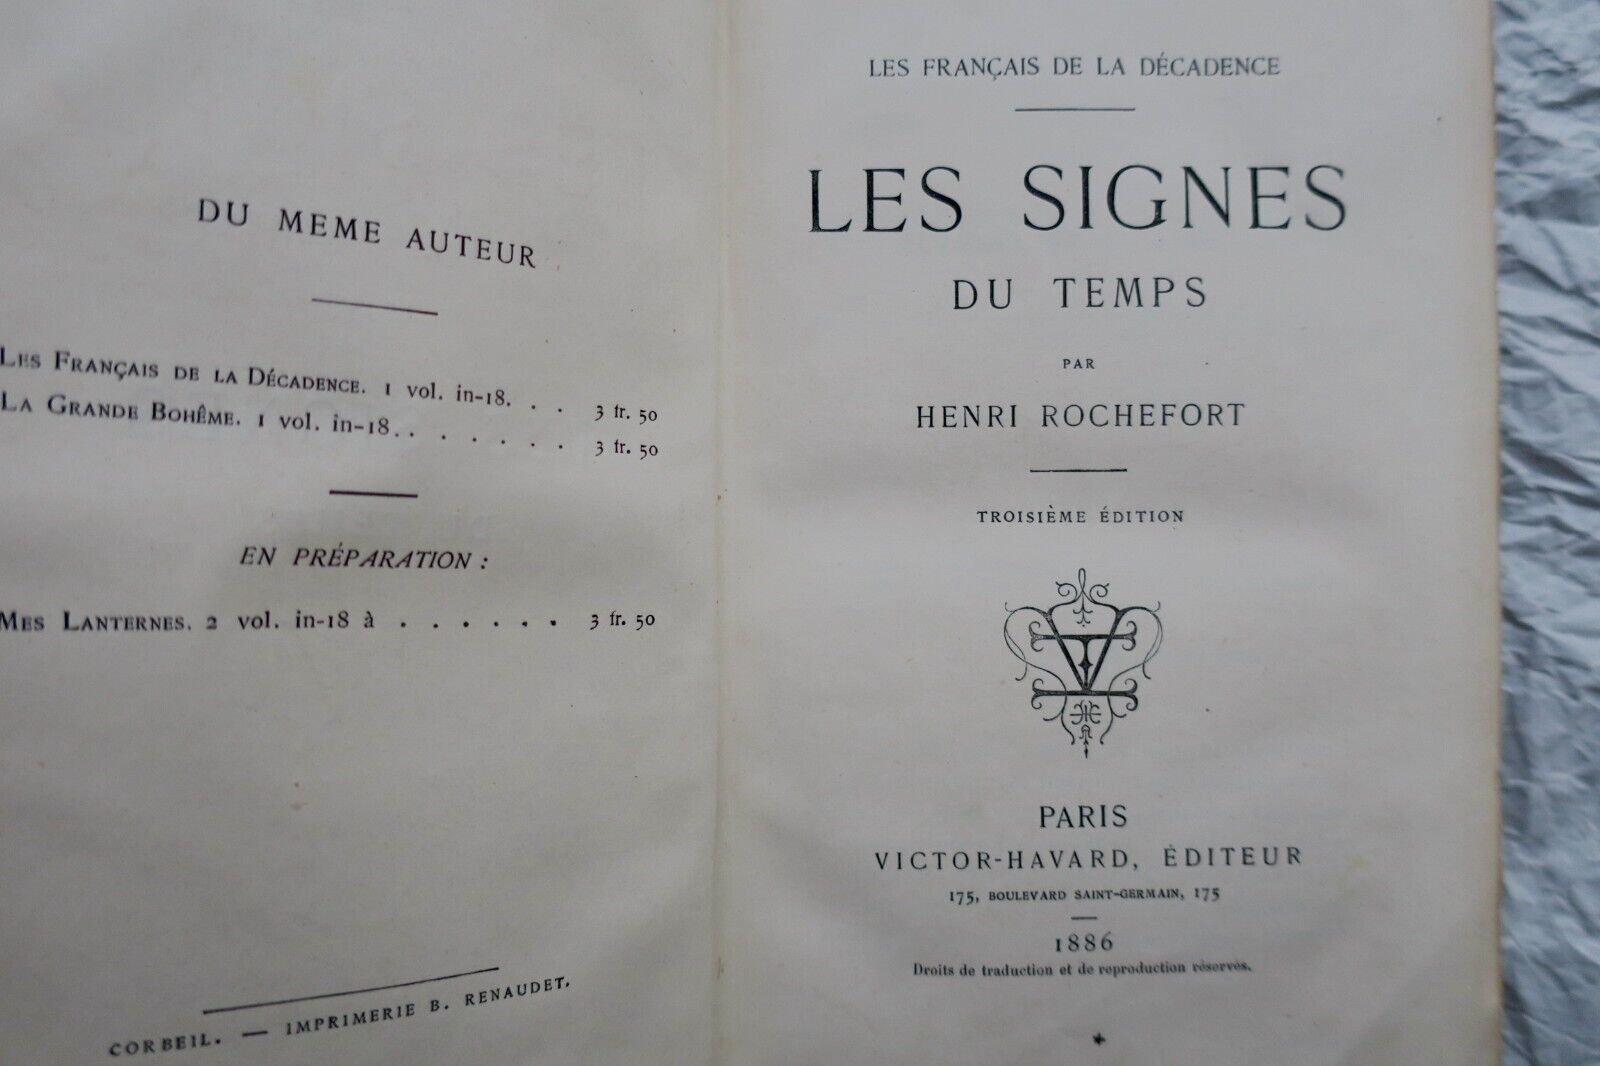 DU MEME AUTEUR
LES FRANÇAIS DE LA DÉCADENCE. 1 vol. in-18. . . 3 fr. 50
LA GRANDE BOHÊME. 1 vol. in-18. . . . . . . 3 fr. 50
EN PRÉPARATION :
MES LANTERNES. 2 vol. in-18 à . . . . . . 3 fr. 50
CORBEIL. — IMPRIMERIE B. RENAUDET.
LES FRANÇAIS DE LA DÉCADENCE
LES SIGNES
DU TEMPS
PAR
HENRI ROCHEFORT
TROISIÈME ÉDITION
PARIS
VICTOR-HAVARD, ÉDITEUR
175, BOULEVARD SAINT-GERMAIN, 175
1886
Droits de traduction et de reproduction réservés.